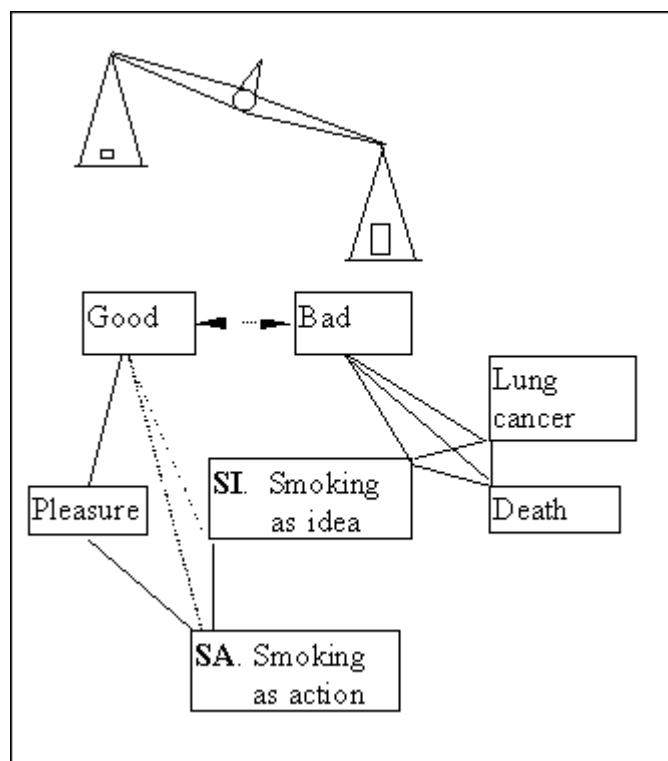 Good
Bad
Lung
cancer
SI. Smoking
as idea
Pleasure
Death
SA. Smoking
as action